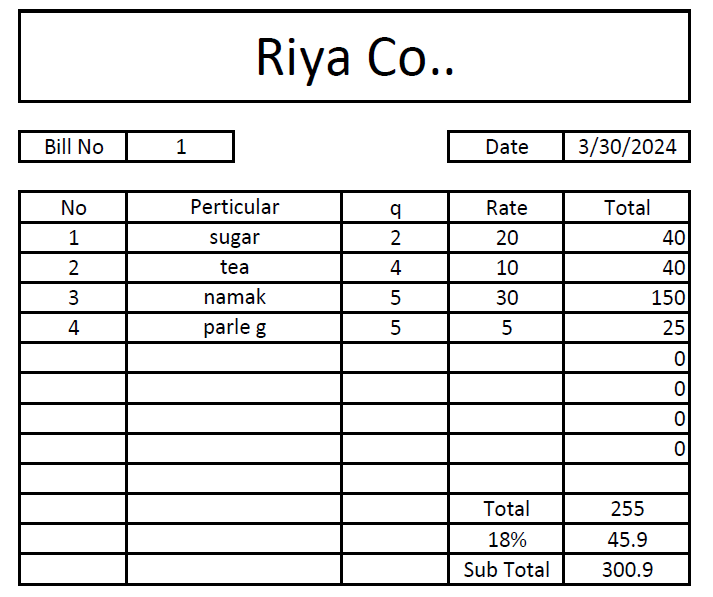 Riya Co..
Bill No 1 Date 3/30/2024
No Perticular q Rate Total
1 sugar 2 20 40
2 tea 4 10 40
3 namak 5 30 150
4 parle g 5 5 25
0
0
0
0
Total 255
18% 45.9
Sub Total 300.9